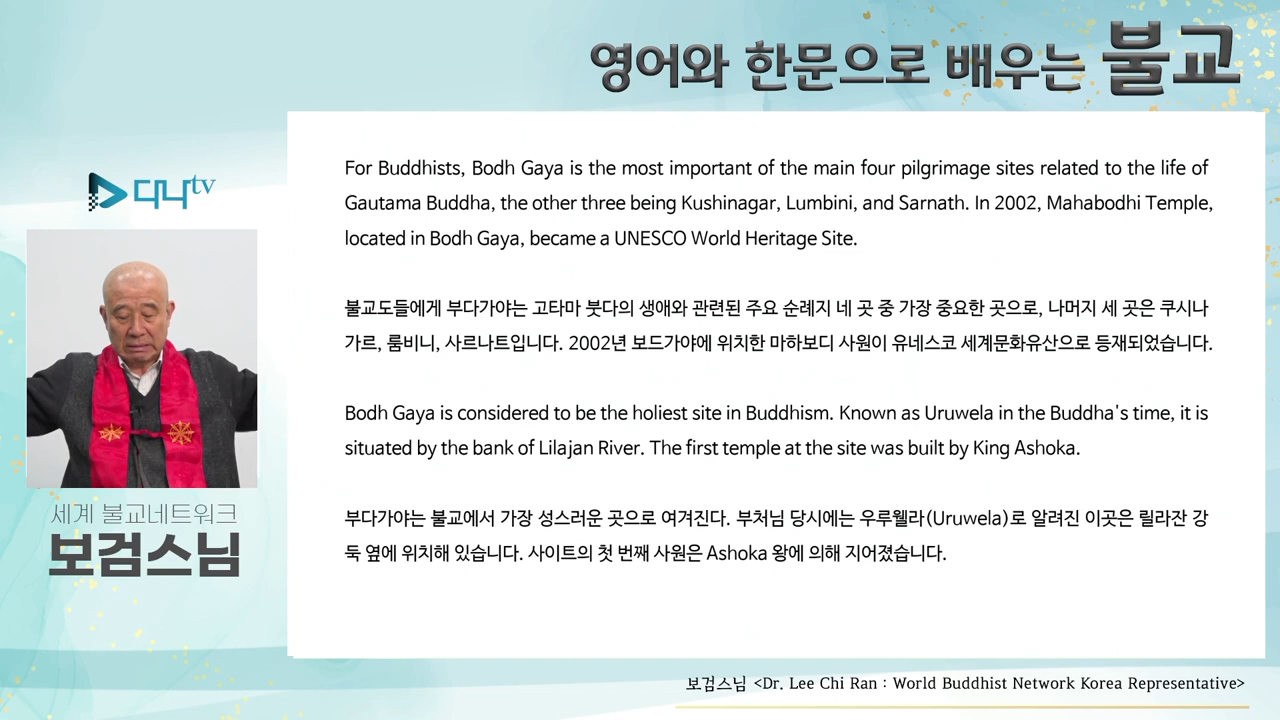 영어와 한문으로 배우는 불교
디나tv
For Buddhists, Bodh Gaya is the most important of the main four pilgrimage sites related to the life of
Gautama Buddha, the other three being Kushinagar, Lumbini, and Sarnath. In 2002, Mahabodhi Temple,
located in Bodh Gaya, became a UNESCO World Heritage Site.
불교도들에게 부다가야는 고타마 붓다의 생애와 관련된 주요 순례지 네 곳 중 가장 중요한 곳으로, 나머지 세 곳은 쿠시나
가르, 룸비니, 사르나트입니다. 2002년 보드가야에 위치한 마하보디 사원이 유네스코 세계문화유산으로 등재되었습니다.
Bodh Gaya is considered to be the holiest site in Buddhism. Known as Uruwela in the Buddha's time, it is
situated by the bank of Lilajan River. The first temple at the site was built by King Ashoka.
부다가야는 불교에서 가장 성스러운 곳으로 여겨진다. 부처님 당시에는 우루웰라(Uruwela)로 알려진 이곳은 릴라잔 강
둑 옆에 위치해 있습니다. 사이트의 첫 번째 사원은 Ashoka 왕에 의해 지어졌습니다.
세계 불교네트워크
보검스님
보검스님 <Dr. Lee Chi Ran : World Buddhist Network Korea Representative>